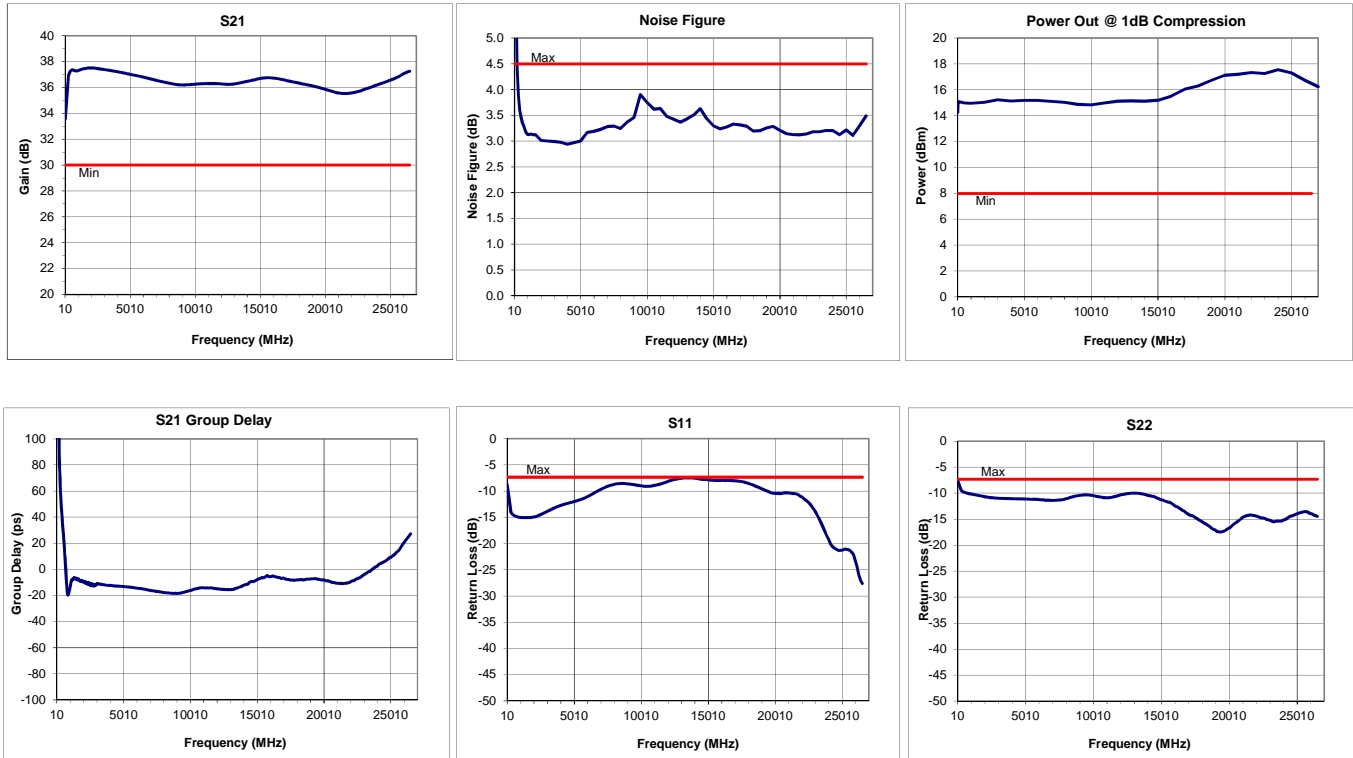 S21
40
38
36
34
32
30
28
26
24
22
20
Gain (dB)
Min
10 5010 10010 15010 20010 25010
Frequency (MHz)
Noise Figure
5.0
4.5
4.0
3.5
3.0
2.5
2.0
1.5
1.0
0.5
0.0
Noise Figure (dB)
Max
10 5010 10010 15010 20010 25010
Frequency (MHz)
Power Out @ 1dB Compression
20
18
16
14
12
10
8
6
4
2
0
Power (dBm)
Min
10 5010 10010 15010 20010 25010
Frequency (MHz)
S21 Group Delay
100
80
60
40
20
0
-20
-40
-60
-80
-100
Group Delay (ps)
10 5010 10010 15010 20010 25010
Frequency (MHz)
S11
0
-5
-10
-15
-20
-25
-30
-35
-40
-45
-50
Return Loss (dB)
Max
10 5010 10010 15010 20010 25010
Frequency (MHz)
S22
0
-5
-10
-15
-20
-25
-30
-35
-40
-45
-50
Return Loss (dB)
Max
10 5010 10010 15010 20010 25010
Frequency (MHz)